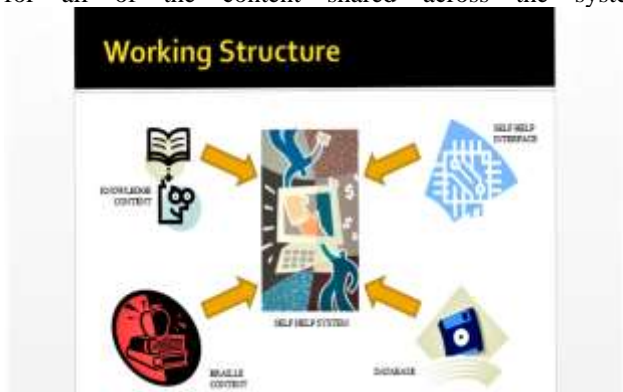 for all of the content shared across the syste
Working Structure
SELF HELP
INTERFACE
KNOWLEDGE
CONTENT
SELF HELP SYSTEM
BRAILLE
CONTENT
DATABASE